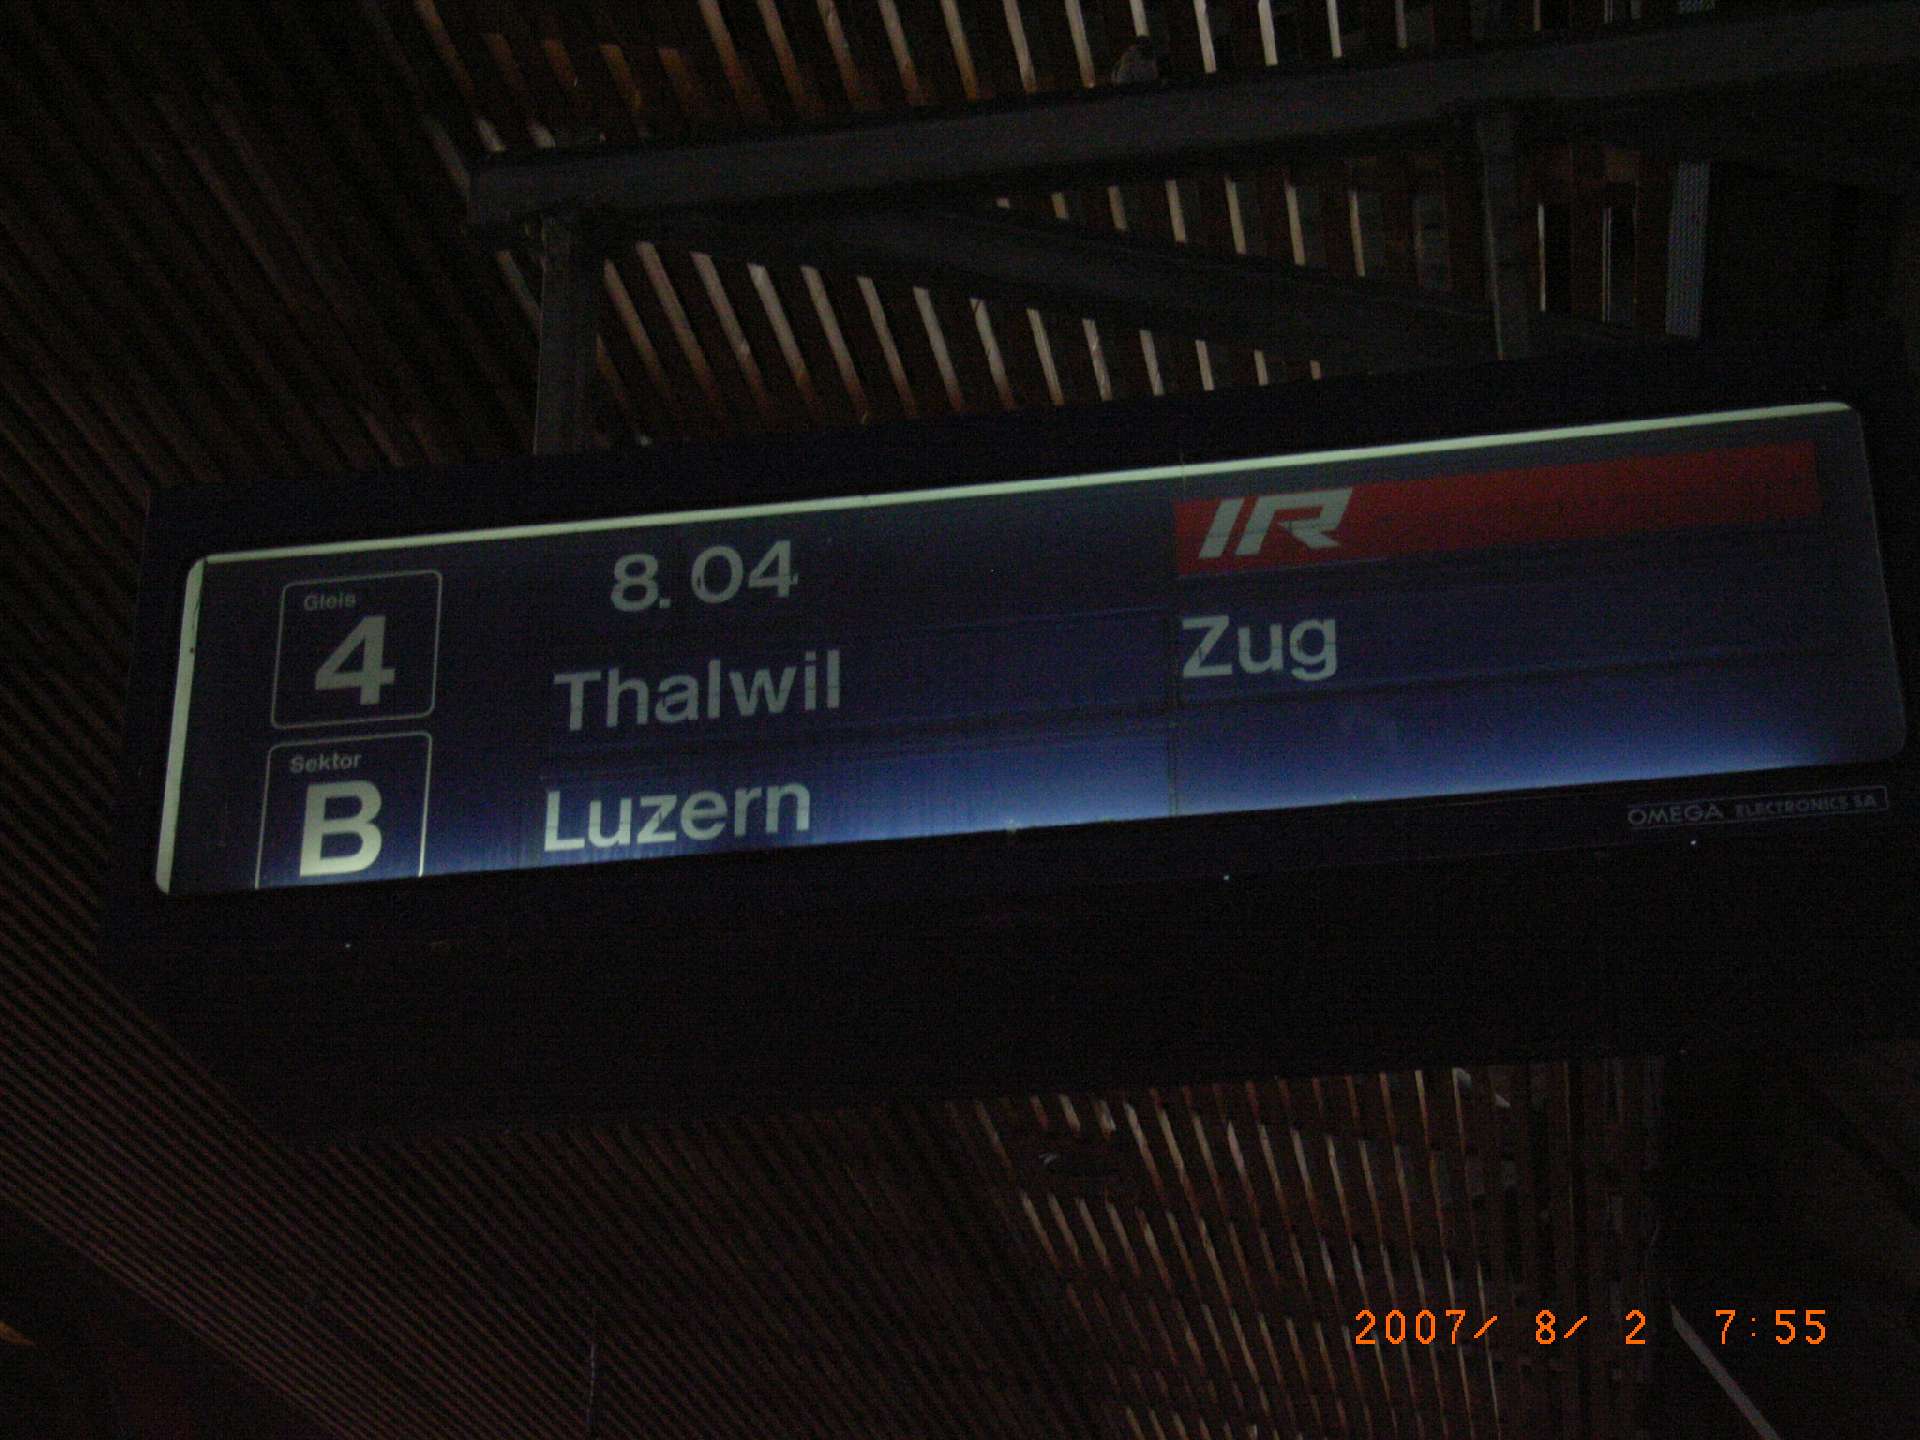 8.04
IR
Gleis
4
Thalwil
Zug
Sektor
B
Luzern
OMEGA ELECTRONICS SA
2007/ 8/ 2 7:55